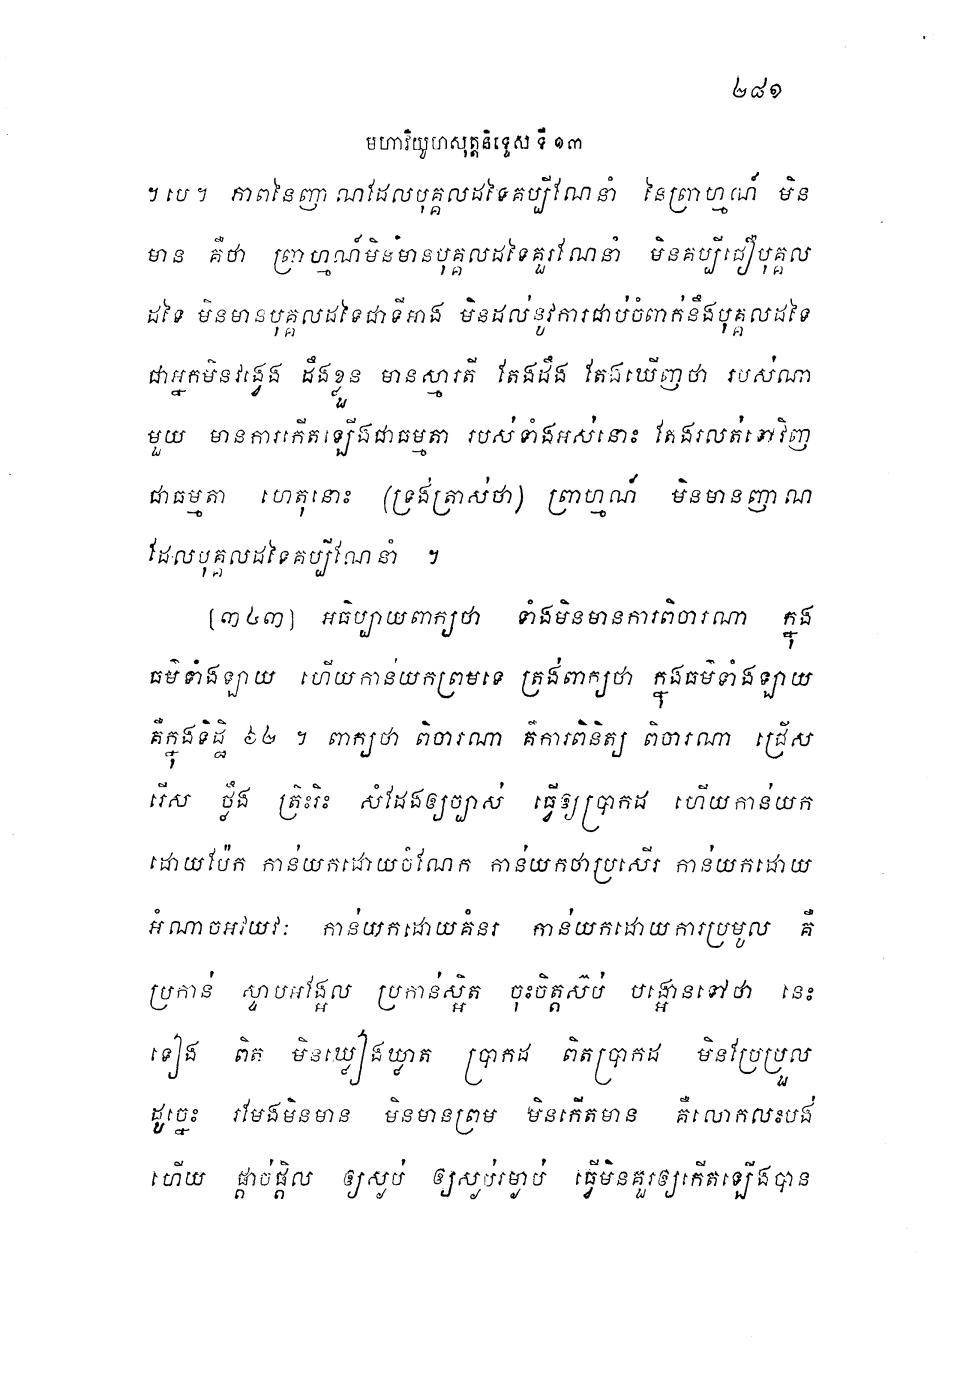 ២៨១
មហាវិយូហសុត្តនិទ្ទេស ទី ១៣
។ បេ ។ ភាពនៃញាណដែលបុគ្គលដទៃគប្បីណែនាំ នៃព្រាហ្មណ៍ មិន
មាន គឺថា ព្រាហ្មណ៍មិនមានបុគ្គលដទៃគួរណែនាំ មិនគប្បីជឿបុគ្គល
ដទៃ មិនមានបុគ្គលដទៃជាទីអាង មិនដល់នូវការជាប់ចំពាក់នឹងបុគ្គលដទៃ
ជាអ្នកមិនវង្វេង ដឹងខ្លួន មានស្មារតី តែងដឹង តែងឃើញថា របស់ណា
មួយ មានការកើតឡើងជាធម្មតា របស់ទាំងអស់នោះ តែងរលត់ទៅវិញ
ជាធម្មតា ហេតុនោះ (ទ្រង់ត្រាស់ថា) ព្រាហ្មណ៍ មិនមានញាណ
ដែលបុគ្គលដទៃគប្បីណែនាំ ។
[៣៤៣] អធិប្បាយពាក្យថា ទាំងមិនមានការពិចារណា ក្នុង
ធម៌ទាំងឡាយ ហើយកាន់យកព្រមទេ ត្រង់ពាក្យថា ក្នុងធម៌ទាំងឡាយ
គឺក្នុងទិដ្ឋិ ៦២ ។ ពាក្យថា ពិចារណា គឺការពិនិត្យ ពិចារណា ជ្រើស
រើស ថ្លឹង ត្រិះរិះ សំដែងឲ្យច្បាស់ ធ្វើឲ្យប្រាកដ ហើយកាន់យក
ដោយប៉ែក កាន់យកដោយចំណែក កាន់យកថាប្រសើរ កាន់យកដោយ
អំណាចអវយវៈ កាន់យកដោយគំនរ កាន់យកដោយការប្រមូល គឺ
ប្រកាន់ ស្ទាបអង្អែល ប្រកាន់ស្អិត ចុះចិត្តស៊ប់ បង្អោនទៅថា នេះ
ទៀង ពិត មិនឃ្លៀងឃ្លាត ប្រាកដ ពិតប្រាកដ មិនប្រែប្រួល
ដូច្នេះ រមែងមិនមាន មិនមានព្រម មិនកើតមាន គឺលោកលះបង់
ហើយ ផ្តាច់ផ្តិល ឲ្យស្ងប់ ឲ្យស្ងប់រម្ងាប់ ធ្វើមិនគួរឲ្យកើតឡើងបាន